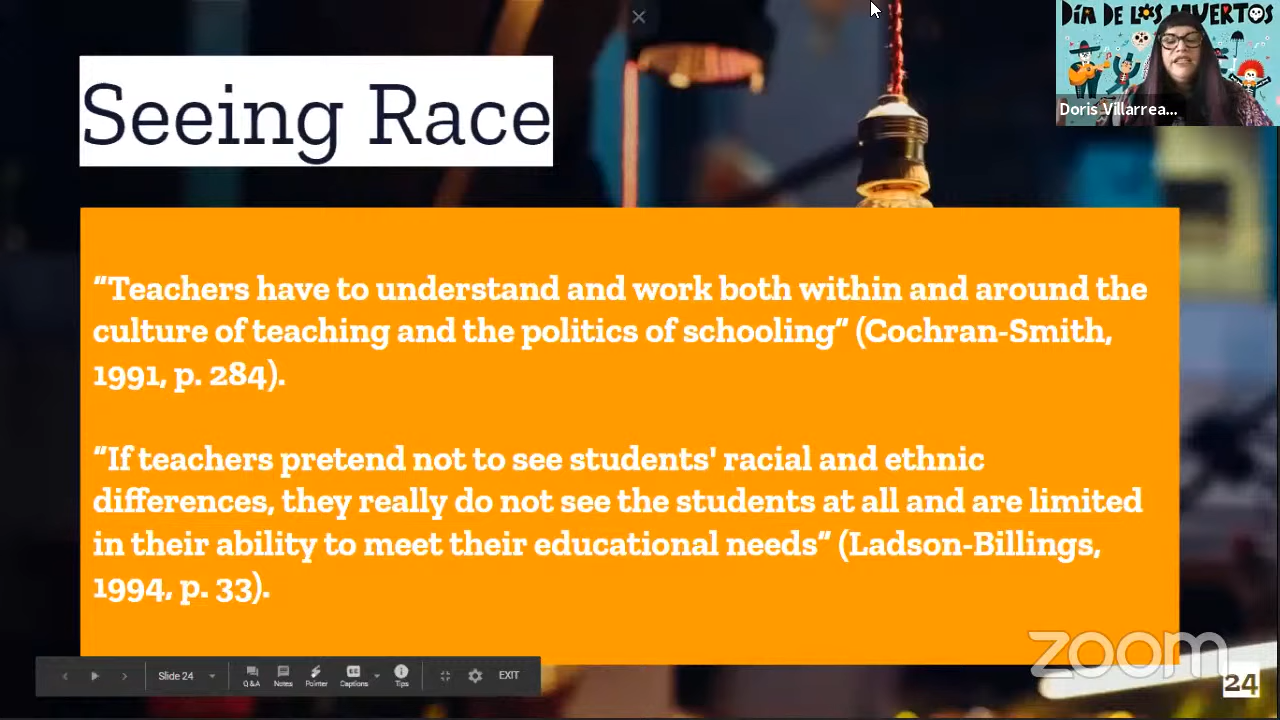 DÍA DE LOS MUERTOS
Doris Villarrea...
Seeing Race
“Teachers have to understand and work both within and around the
culture of teaching and the politics of schooling” (Cochran-Smith,
1991, p. 284).
“If teachers pretend not to see students' racial and ethnic
differences, they really do not see the students at all and are limited
in their ability to meet their educational needs” (Ladson-Billings,
1994, p. 33).
zoom
Slide 24
Q&A
Notes
Pointer
Captions
Tips
EXIT
24